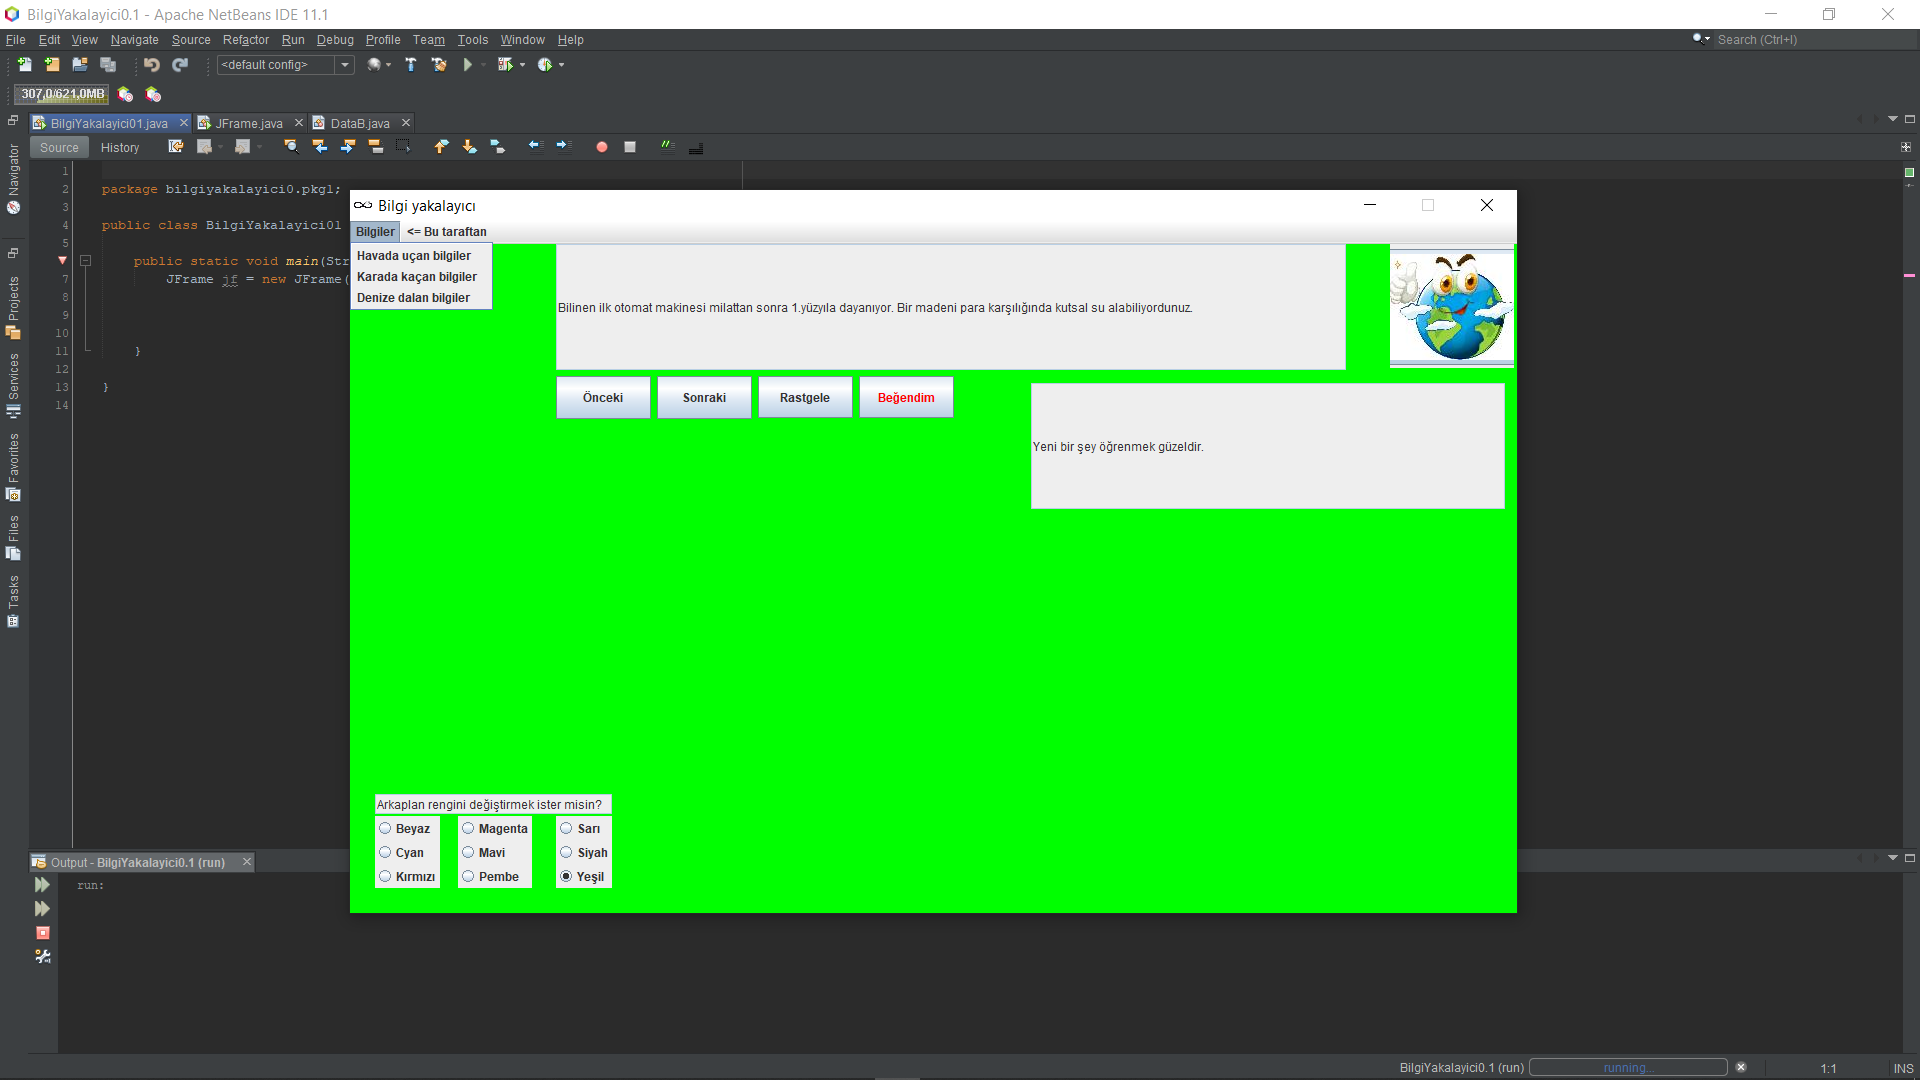 BilgiYakalayici0.1 - Apache NetBeans IDE 11.1
File Edit View Navigate Source Refactor Run Debug Profile Team Tools Window Help
Search (Ctrl+I)
<default config>
307,0/621,0MB
BilgiYakalayici01.java JFrame.java DataB.java
Source History
Navigator
Projects
Services
Favorites
Files
Tasks
1
2 package bilgiyakalayici0.pkg1;
3
4 public class BilgiYakalayici01
5
public static void main(Str
7 JFrame jf = new JFrame(
8
9
10
11 }
12
13 }
14
Bilgi yakalayıcı
Bilgiler <= Bu taraftan
Havada uçan bilgiler
Karada kaçan bilgiler
Denize dalan bilgiler
Bilinen ilk otomat makinesi milattan sonra 1.yüzyıla dayanıyor. Bir madeni para karşılığında kutsal su alabiliyordunuz.
Önceki Sonraki Rastgele Beğendim
Yeni bir şey öğrenmek güzeldir.
Arkaplan rengini değiştirmek ister misin?
Beyaz Magenta Sarı
Cyan Mavi Siyah
Kırmızı Pembe Yeşil
Output - BilgiYakalayici0.1 (run)
run:
BilgiYakalayici0.1 (run) running... 1:1 INS